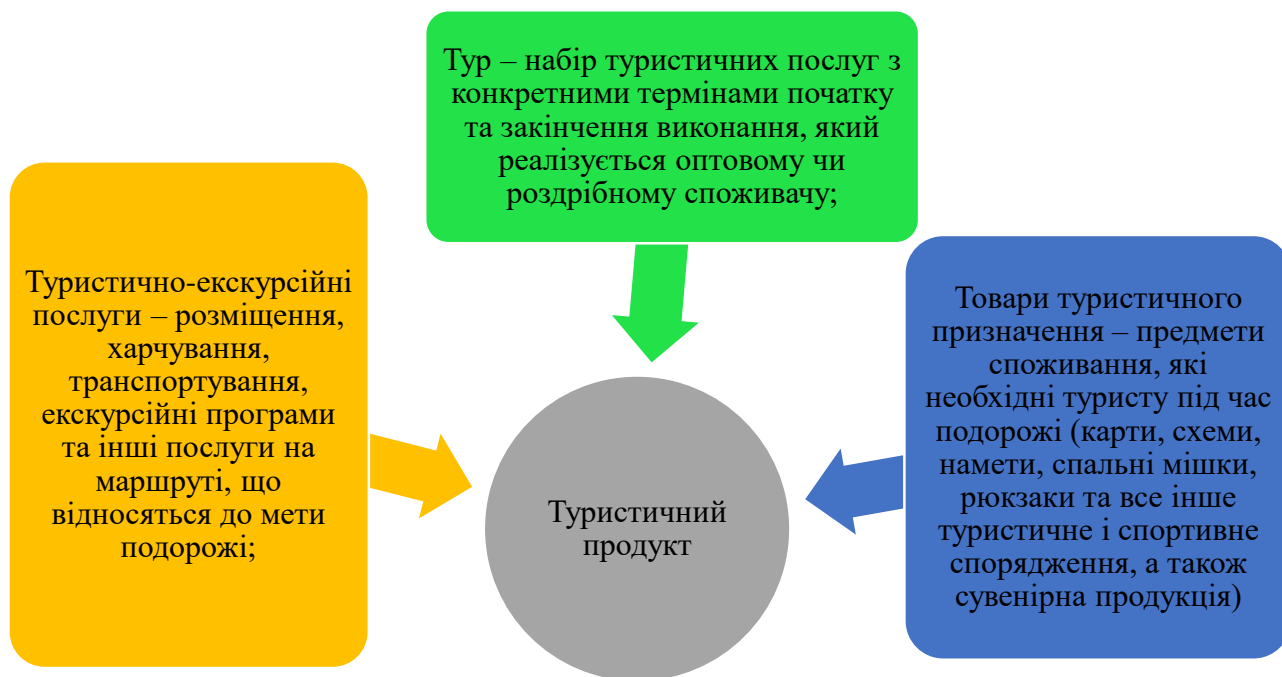 Тур – набір туристичних послуг з
конкретними термінами початку
та закінчення виконання, який
реалізується оптовому чи
роздрібному споживачу;
Туристично-екскурсійні
послуги – розміщення,
харчування,
транспортування,
екскурсійні програми
та інші послуги на
маршруті, що
відносяться до мети
подорожі;
Товари туристичного
призначення – предмети
споживання, які
необхідні туристу під час
подорожі (карти, схеми,
намети, спальні мішки,
рюкзаки та все інше
туристичне і спортивне
спорядження, а також
сувенірна продукція)
Туристичний
продукт